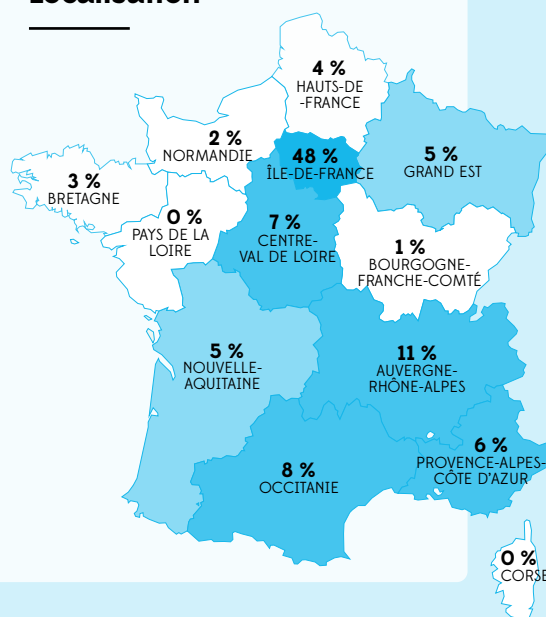 Localisation
4 %
HAUTS-DE
-FRANCE
2 %
NORMANDIE
48 %
ÎLE-DE-FRANCE
5 %
GRAND EST
3 %
BRETAGNE
0 %
PAYS DE LA
LOIRE
7 %
CENTRE-
VAL DE LOIRE
1 %
BOURGOGNE-
FRANCHE-COMTÉ
5 %
NOUVELLE-
AQUITAINE
11 %
AUVERGNE-
RHÔNE-ALPES
6 %
PROVENCE-ALPES-
CÔTE D'AZUR
8 %
OCCITANIE
0 %
CORSE